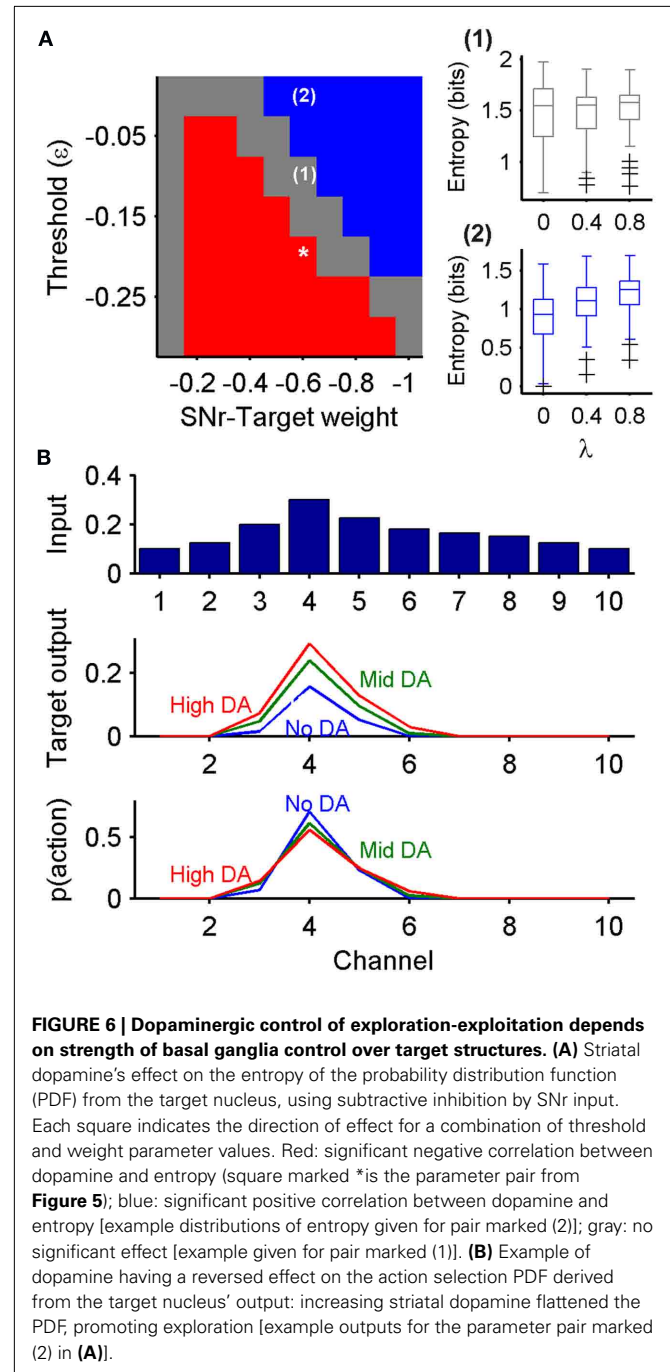 A
Threshold (ε)
-0.05
-0.15
-0.25
(2)
(1)
*
-0.2 -0.4 -0.6 -0.8 -1
SNr-Target weight
(1)
Entropy (bits)
2
1.5
1
0 0.4 0.8
(2)
Entropy (bits)
1.5
1
0.5
0
0 0.4 0.8
λ
B
Input
0.4
0.2
0
1 2 3 4 5 6 7 8 9 10
Target output
0.2
0
High DA
Mid DA
No DA
2 4 6 8 10
p(action)
0.5
0
No DA
High DA
Mid DA
2 4 6 8 10
Channel
FIGURE 6 | Dopaminergic control of exploration-exploitation depends
on strength of basal ganglia control over target structures. (A) Striatal
dopamine's effect on the entropy of the probability distribution function
(PDF) from the target nucleus, using subtractive inhibition by SNr input.
Each square indicates the direction of effect for a combination of threshold
and weight parameter values. Red: significant negative correlation between
dopamine and entropy (square marked *is the parameter pair from
Figure 5); blue: significant positive correlation between dopamine and
entropy [example distributions of entropy given for pair marked (2)]; gray: no
significant effect [example given for pair marked (1)]. (B) Example of
dopamine having a reversed effect on the action selection PDF derived
from the target nucleus' output: increasing striatal dopamine flattened the
PDF, promoting exploration [example outputs for the parameter pair marked
(2) in (A)].